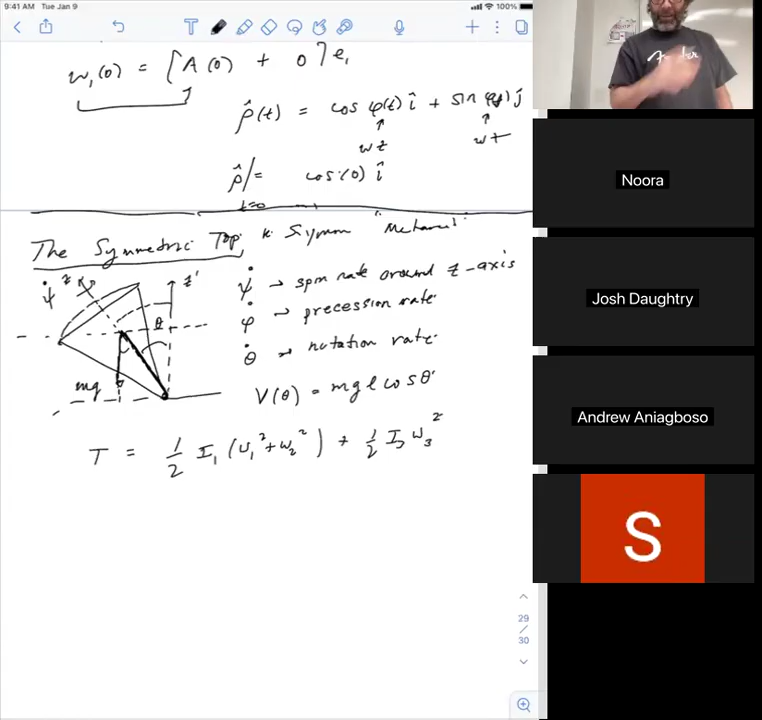 9:41 AM Tue Jan 9
100%
ω₁(0) = [A(0) + 0] e₁
ρ̂(t) = cos φ(t) î + sin φ(t) ĵ
ωt ωt
ρ̂| = cos(0) î
t=0
The Symmetric Top
ψ̇ z z'
ψ̇ → spin rate around z-axis
θ
φ̇ → precession rate
θ̇ → nutation rate
mg
V(θ) = mgl cos θ
T = 1/2 I₁ (ω₁² + ω₂²) + 1/2 I₃ ω₃²
Noora
Josh Daughtry
Andrew Aniagboso
S
29
/
30